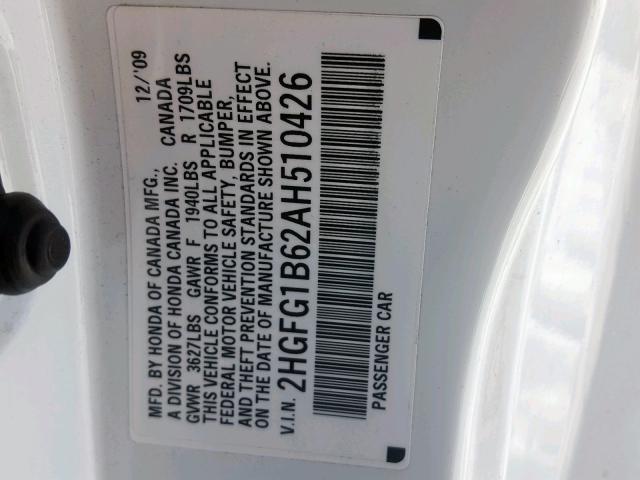 MFD. BY HONDA OF CANADA MFG., 12/'09
A DIVISION OF HONDA CANADA INC. CANADA
GVWR 3627LBS GAWR F 1940LBS R 1709LBS
THIS VEHICLE CONFORMS TO ALL APPLICABLE
FEDERAL MOTOR VEHICLE SAFETY, BUMPER,
AND THEFT PREVENTION STANDARDS IN EFFECT
ON THE DATE OF MANUFACTURE SHOWN ABOVE.
V.I.N. 2HGFG1B62AH510426
PASSENGER CAR